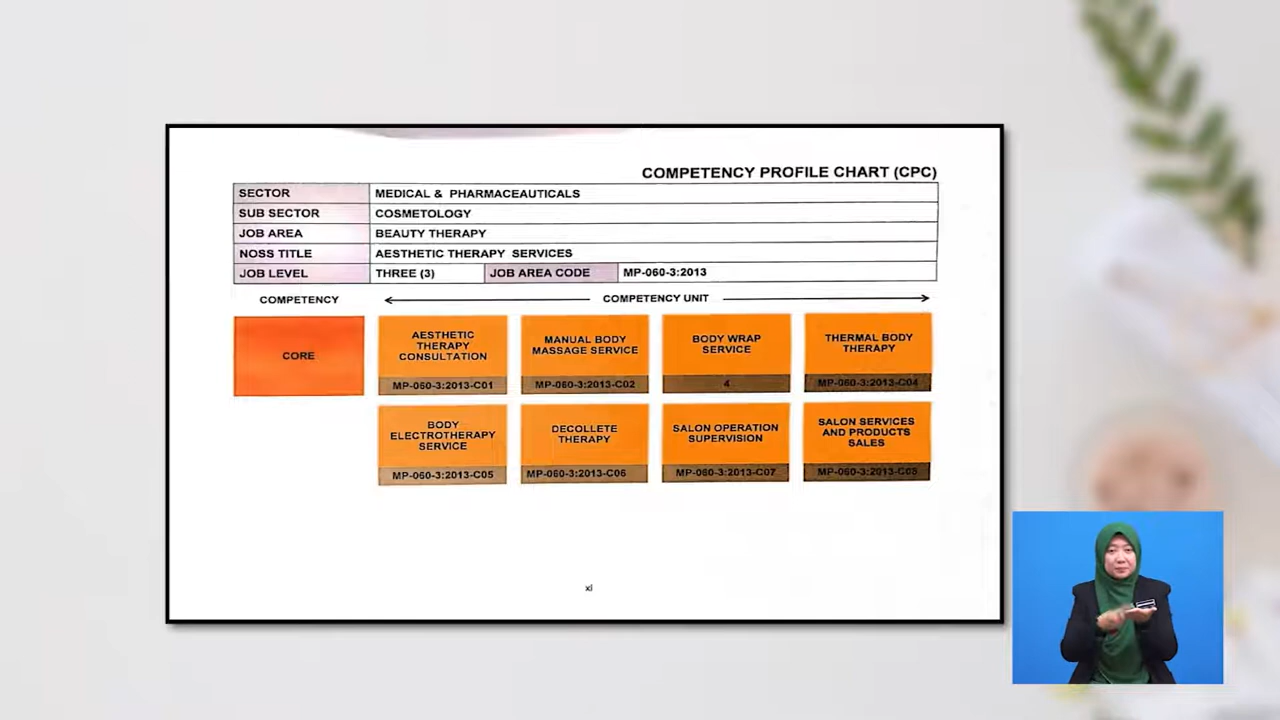 COMPETENCY PROFILE CHART (CPC)
SECTOR MEDICAL & PHARMACEUTICALS
SUB SECTOR COSMETOLOGY
JOB AREA BEAUTY THERAPY
NOSS TITLE AESTHETIC THERAPY SERVICES
JOB LEVEL THREE (3) JOB AREA CODE MP-060-3:2013
COMPETENCY COMPETENCY UNIT
CORE
AESTHETIC
THERAPY
CONSULTATION
MP-060-3:2013-C01
MANUAL BODY
MASSAGE SERVICE
MP-060-3:2013-C02
BODY WRAP
SERVICE
4
THERMAL BODY
THERAPY
MP-060-3:2013-C04
BODY
ELECTROTHERAPY
SERVICE
MP-060-3:2013-C05
DECOLLETE
THERAPY
MP-060-3:2013-C06
SALON OPERATION
SUPERVISION
MP-060-3:2013-C07
SALON SERVICES
AND PRODUCTS
SALES
MP-060-3:2013-C08
xi